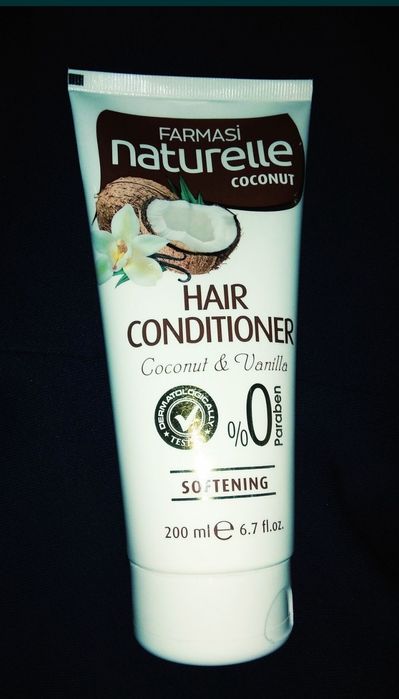 FARMASi
naturelle
COCONUT
HAIR
CONDITIONER
Coconut & Vanilla
DERMATOLOGICALLY
TESTED
%0
Paraben
SOFTENING
200 ml ℮ 6.7 fl.oz.